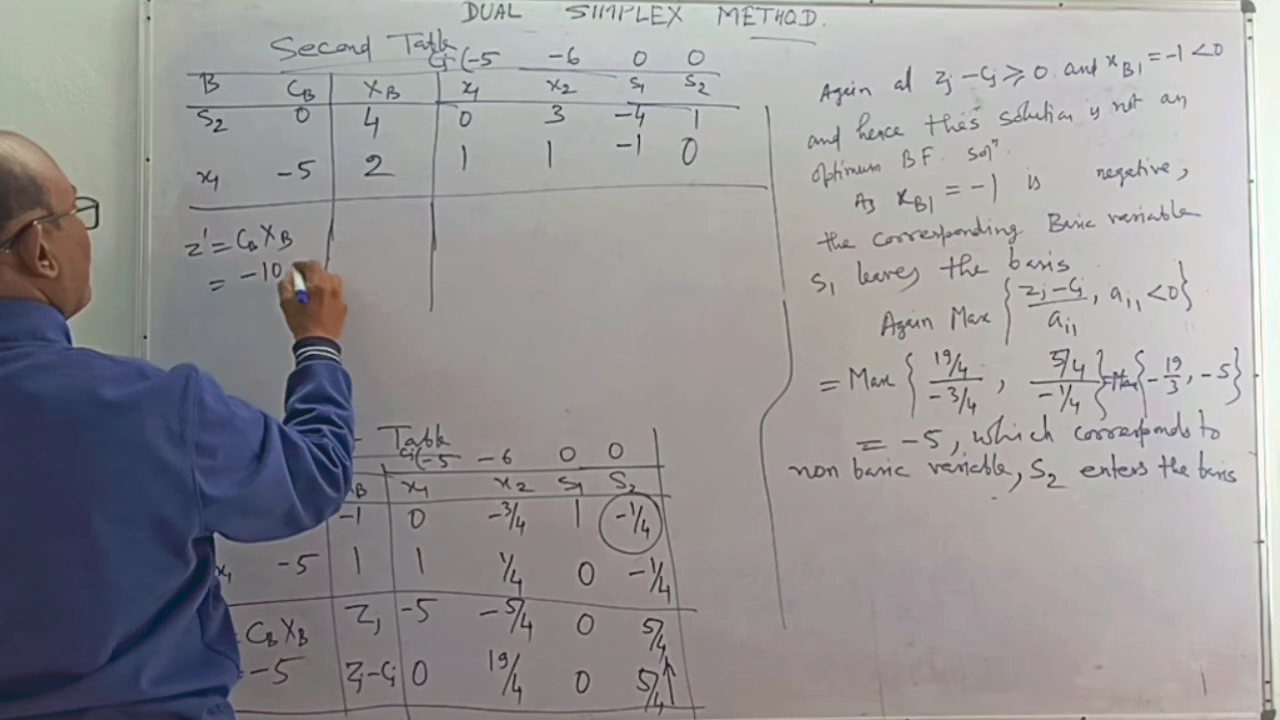 DUAL SIMPLEX METHOD.
Second Table
Cj (-5 -6 0 0
B CB XB x1 x2 s1 s2
S2 0 4 0 3 -4 1
x1 -5 2 1 1 -1 0
Z' = CB XB
= -10
Table
Cj (-5 -6 0 0
B x1 x2 S1 S2
-1 0 -3/4 1 -1/4
x1 -5 1 1 1/4 0 -1/4
CB XB Zj -5 -5/4 0 5/4
= -5 Zj-Cj 0 19/4 0 5/4↑
Again al Zj - Cj ⩾ 0 and xB1 = -1 < 0
and hence this solution is not an
optimum BF Solⁿ.
As xB1 = -1 is negative,
the corresponding Basic variable
S1 leaves the basis
Again Max { Zj-Cj / ai1 , ai1 < 0 }
= Max { 19/4 / -3/4 , 5/4 / -1/4 } = Max { -19/3 , -5 }
= -5, which corresponds to
non basic variable, S2 enters the basis